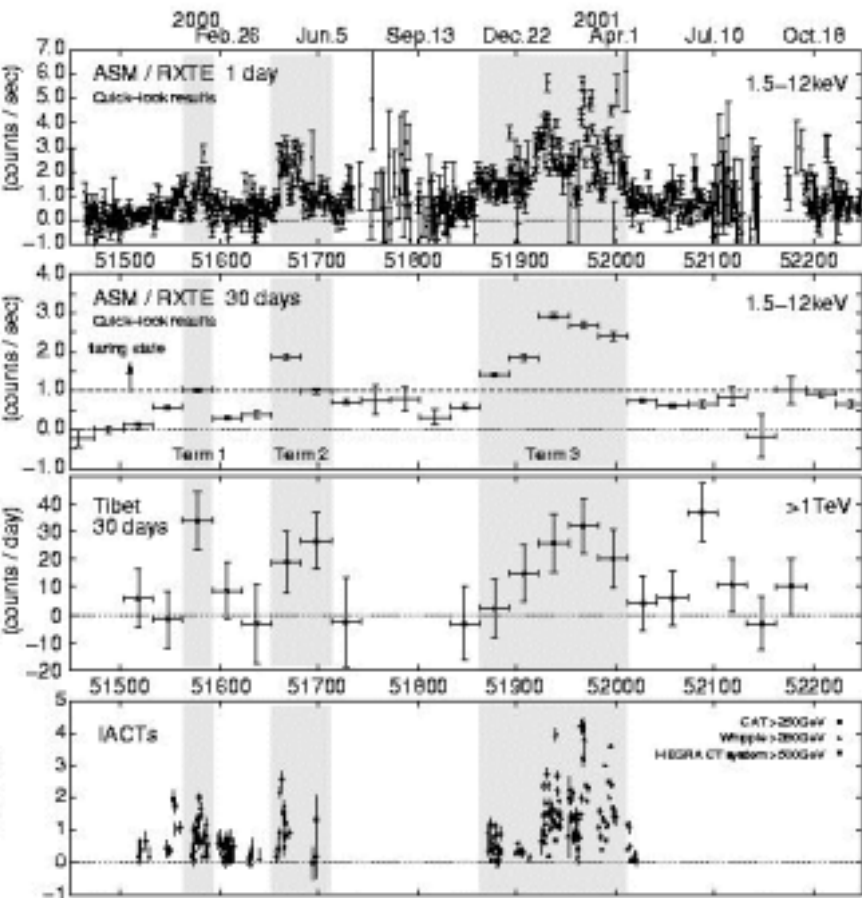 2000 2001
Feb.26 Jun.5 Sep.13 Dec.22 Apr.1 Jul.10 Oct.18
7.0
6.0
5.0
4.0
3.0
2.0
1.0
0.0
-1.0
(counts / sec)
ASM / RXTE 1 day
Quick-look results
1.5-12keV
51500 51600 51700 51800 51900 52000 52100 52200
4.0
3.0
2.0
1.0
0.0
-1.0
(counts / sec)
ASM / RXTE 30 days
Quick-look results
1.5-12keV
flaring state
Term 1 Term 2 Term 3
40
30
20
10
0
-10
-20
(counts / day)
Tibet
30 days
>1TeV
51500 51600 51700 51800 51900 52000 52100 52200
5
4
3
2
1
0
-1
IACTs
CAT>250GeV
Whipple>260GeV
HEGRA CT system>500GeV